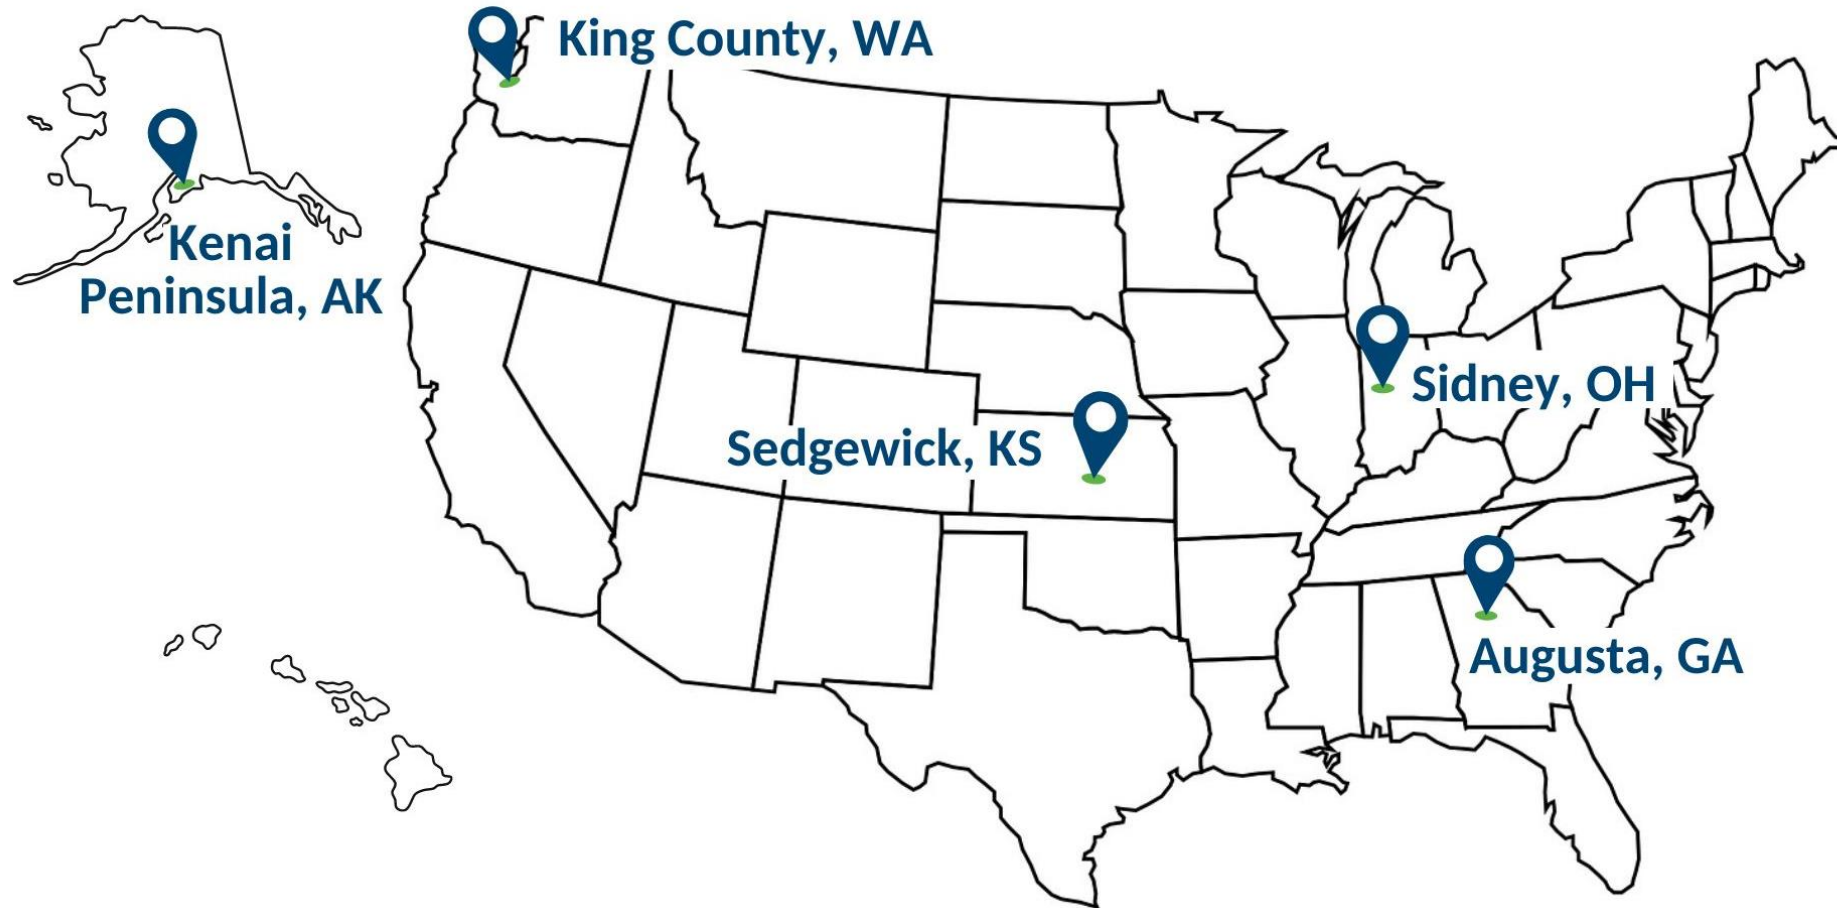 King County, WA
Kenai
Peninsula, AK
Sidney, OH
Sedgewick, KS
Augusta, GA